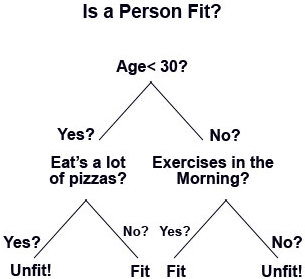 Is a Person Fit?
Age< 30?
Yes? No?
Eat's a lot
of pizzas?
Exercises in the
Morning?
Yes? No? Yes? No?
Unfit! Fit Fit Unfit!